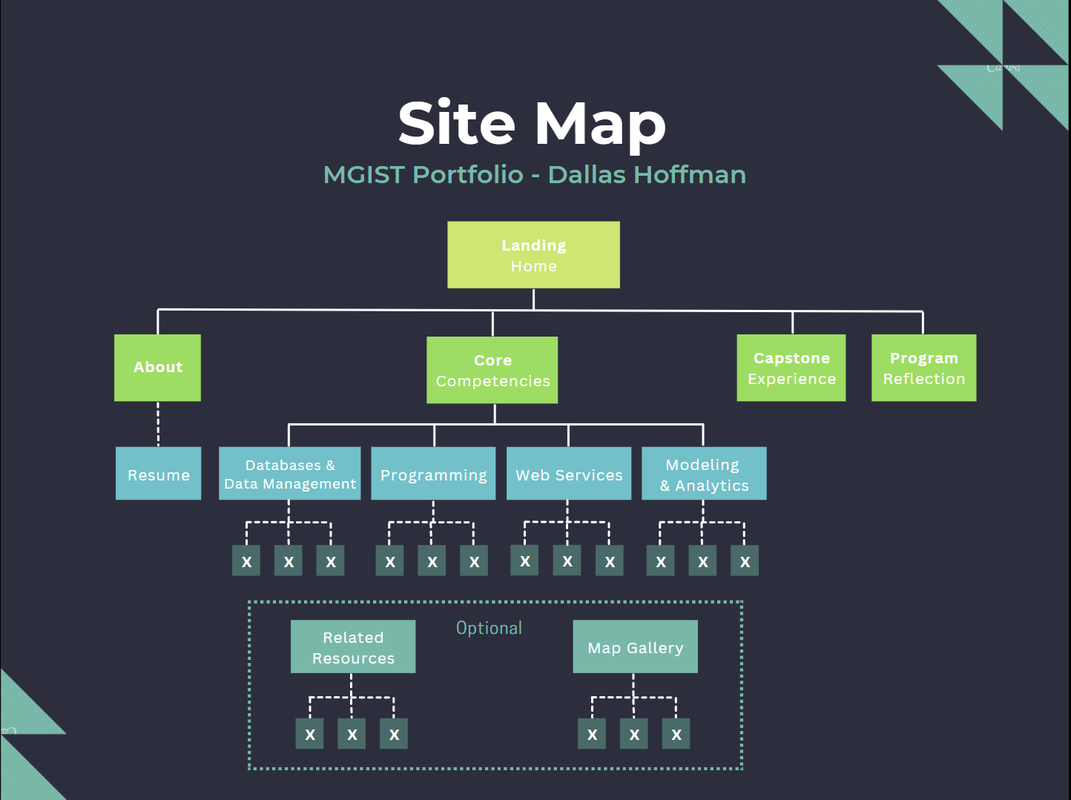 Canva
Site Map
MGIST Portfolio - Dallas Hoffman
Landing
Home
About
Core
Competencies
Capstone
Experience
Program
Reflection
Resume
Databases &
Data Management
Programming
Web Services
Modeling
& Analytics
X X X X X X X X X X X X
Optional
Related
Resources
Map Gallery
X X X X X X